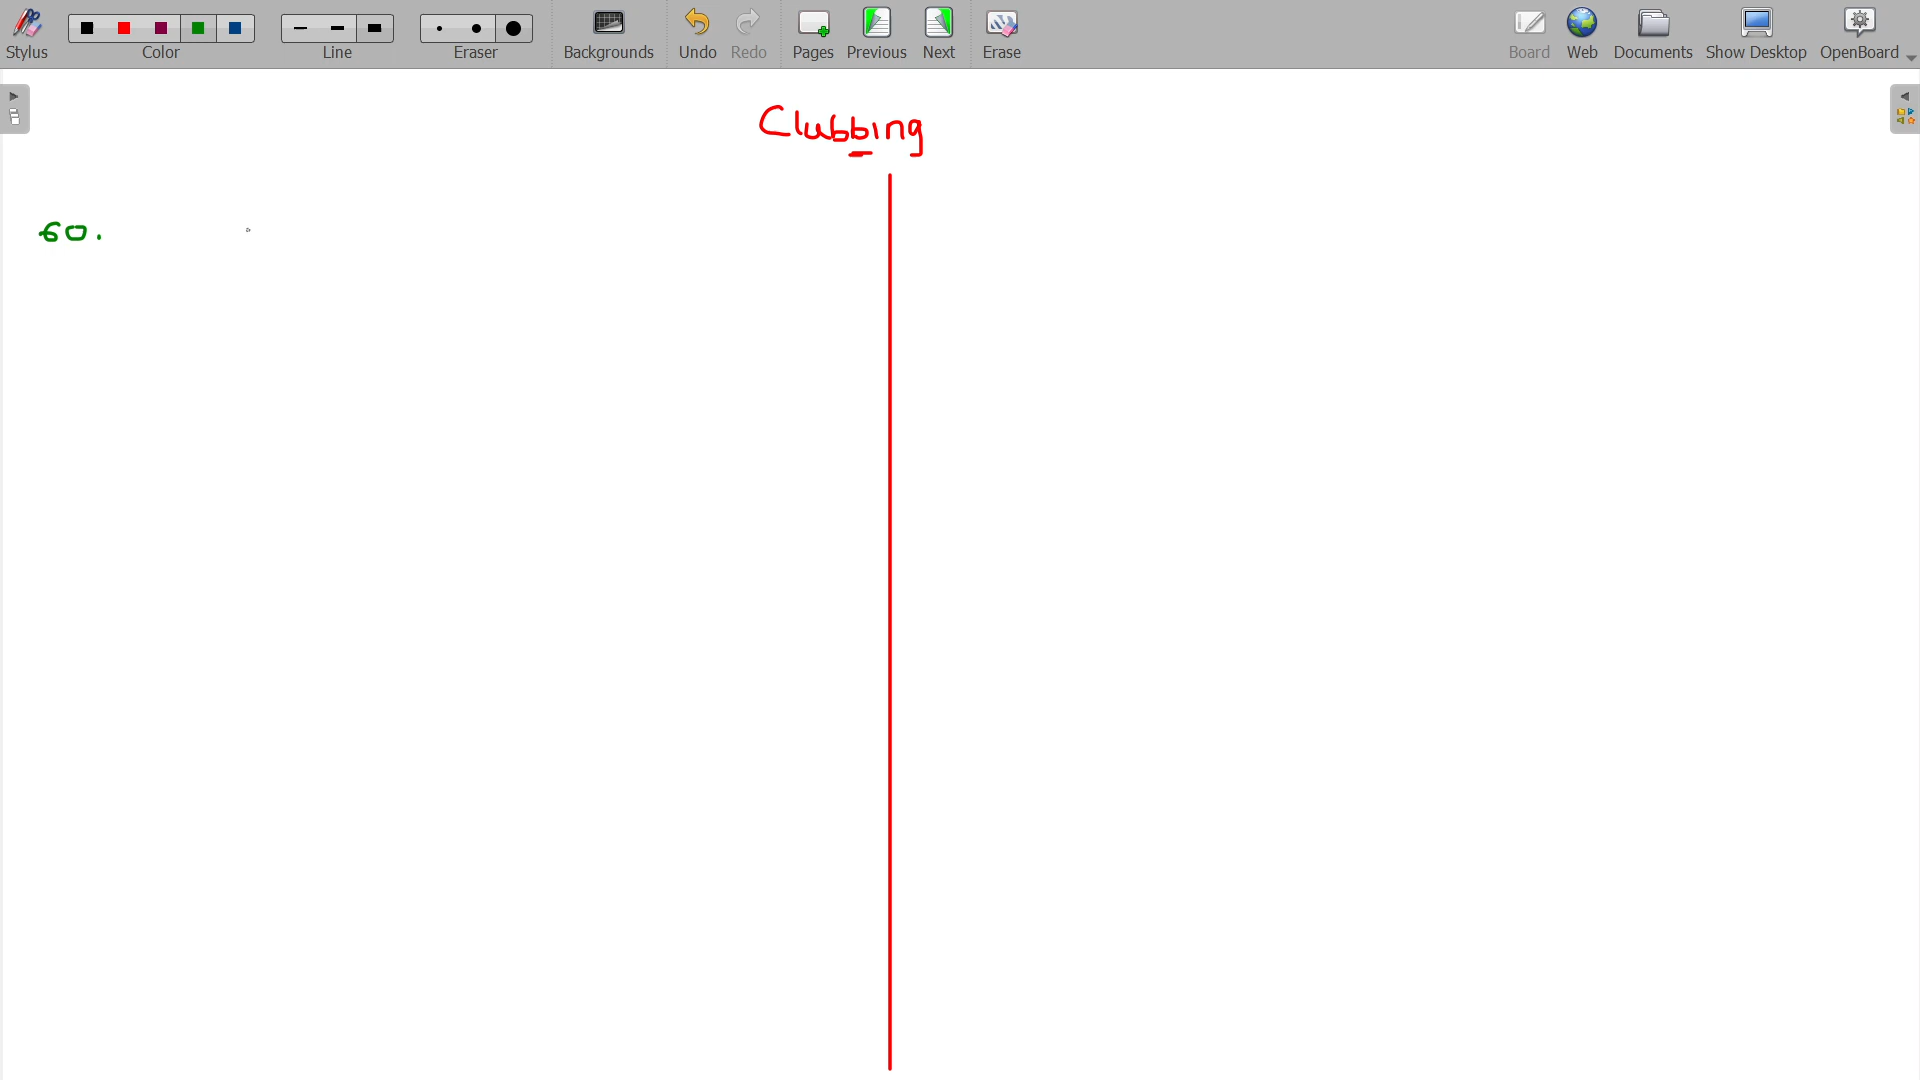 Stylus Color Line Eraser Backgrounds Undo Redo Pages Previous Next Erase Board Web Documents Show Desktop OpenBoard
Clubbing
60.